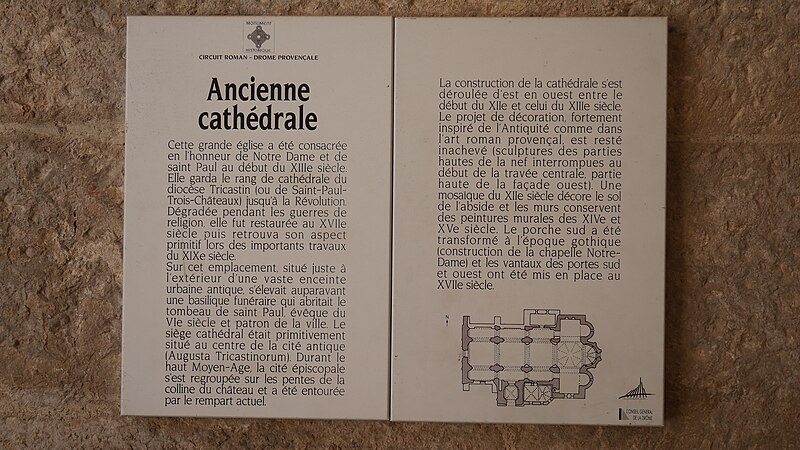 MONUMENT
HISTORIQUE
CIRCUIT ROMAN - DROME PROVENCALE
Ancienne
cathédrale
Cette grande église a été consacrée
en l'honneur de Notre Dame et de
saint Paul au début du XIIIe siècle.
Elle garda le rang de cathédrale du
diocèse Tricastin (ou de Saint-Paul-
Trois-Châteaux) jusqu'à la Révolution.
Dégradée pendant les guerres de
religion, elle fut restaurée au XVIIe
siècle puis retrouva son aspect
primitif lors des importants travaux
du XIXe siècle.
Sur cet emplacement, situé juste à
l'extérieur d'une vaste enceinte
urbaine antique, s'élevait auparavant
une basilique funéraire qui abritait le
tombeau de saint Paul, évêque du
VIe siècle et patron de la ville. Le
siège cathédral était primitivement
situé au centre de la cité antique
(Augusta Tricastinorum). Durant le
haut Moyen-Age, la cité épiscopale
s'est regroupée sur les pentes de la
colline du château et a été entourée
par le rempart actuel.
La construction de la cathédrale s'est
déroulée d'est en ouest entre le
début du XIIe et celui du XIIIe siècle.
Le projet de décoration, fortement
inspiré de l'Antiquité comme dans
l'art roman provençal, est resté
inachevé (sculptures des parties
hautes de la nef interrompues au
début de la travée centrale, partie
haute de la façade ouest). Une
mosaïque du XIIe siècle décore le sol
de l'abside et les murs conservent
des peintures murales des XIVe et
XVe siècle. Le porche sud a été
transformé à l'époque gothique
(construction de la chapelle Notre-
Dame) et les vantaux des portes sud
et ouest ont été mis en place au
XVIIe siècle.
N
CONSEIL GENERAL
DE LA DROME